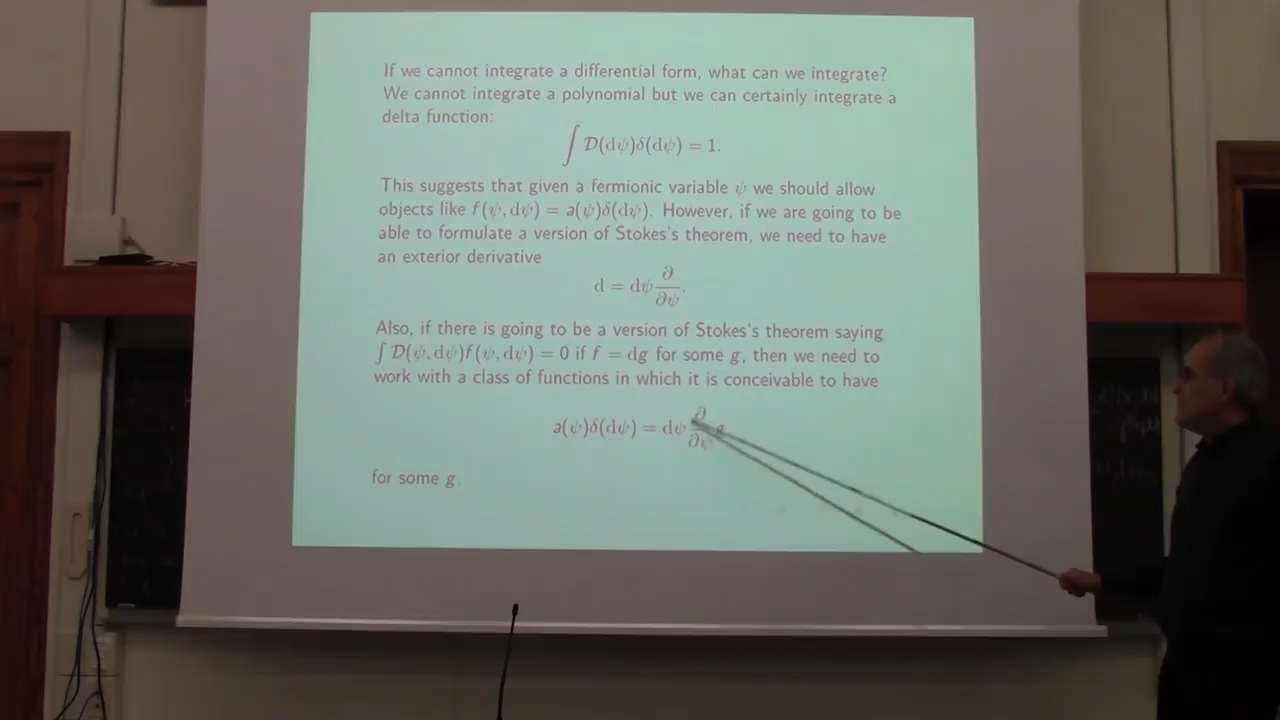 If we cannot integrate a differential form, what can we integrate?
We cannot integrate a polynomial but we can certainly integrate a
delta function:
∫ D(dψ)δ(dψ) = 1.
This suggests that given a fermionic variable ψ we should allow
objects like f(ψ, dψ) = a(ψ)δ(dψ). However, if we are going to be
able to formulate a version of Stokes's theorem, we need to have
an exterior derivative
d = dψ ∂/∂ψ.
Also, if there is going to be a version of Stokes's theorem saying
∫ D(ψ, dψ)f(ψ, dψ) = 0 if f = dg for some g, then we need to
work with a class of functions in which it is conceivable to have
a(ψ)δ(dψ) = dψ ∂/∂ψ g
for some g.